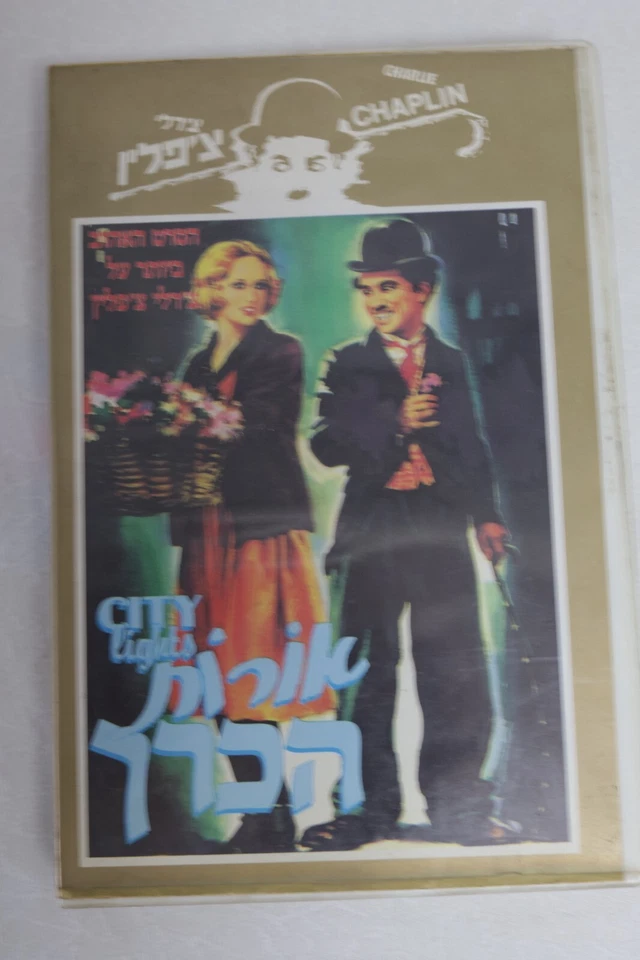 צ'רלי
צ'פלין
CHARLIE
CHAPLIN
הסרט האהוב
ביותר על
צ'רלי צ'פלין
CITY
lights
אורות
הכרך